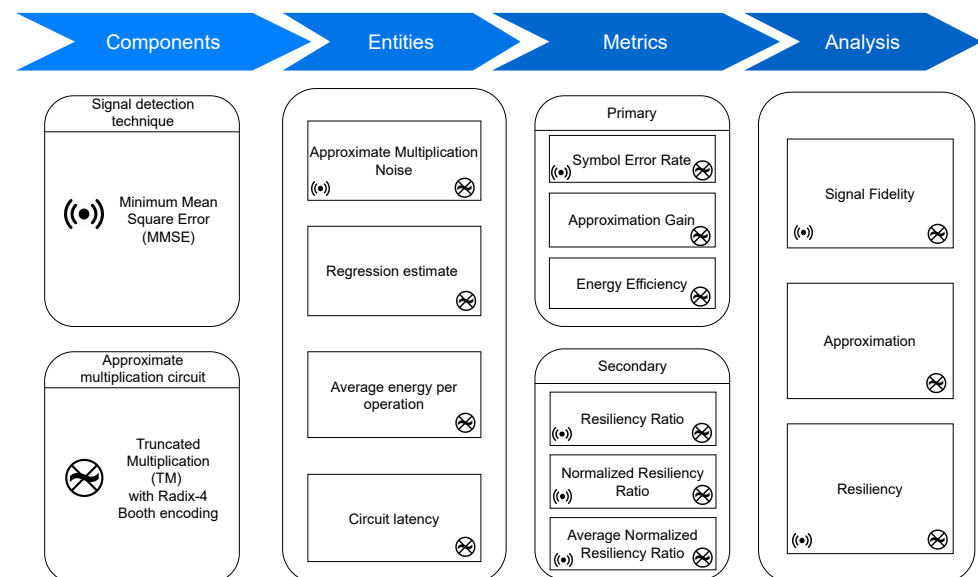 Components
Entities
Metrics
Analysis
Signal detection
technique
Minimum Mean
Square Error
(MMSE)
Approximate
multiplication circuit
Truncated
Multiplication
(TM)
with Radix-4
Booth encoding
Approximate Multiplication
Noise
Regression estimate
Average energy per
operation
Circuit latency
Primary
Symbol Error Rate
Approximation Gain
Energy Efficiency
Secondary
Resiliency Ratio
Normalized Resiliency
Ratio
Average Normalized
Resiliency Ratio
Signal Fidelity
Approximation
Resiliency